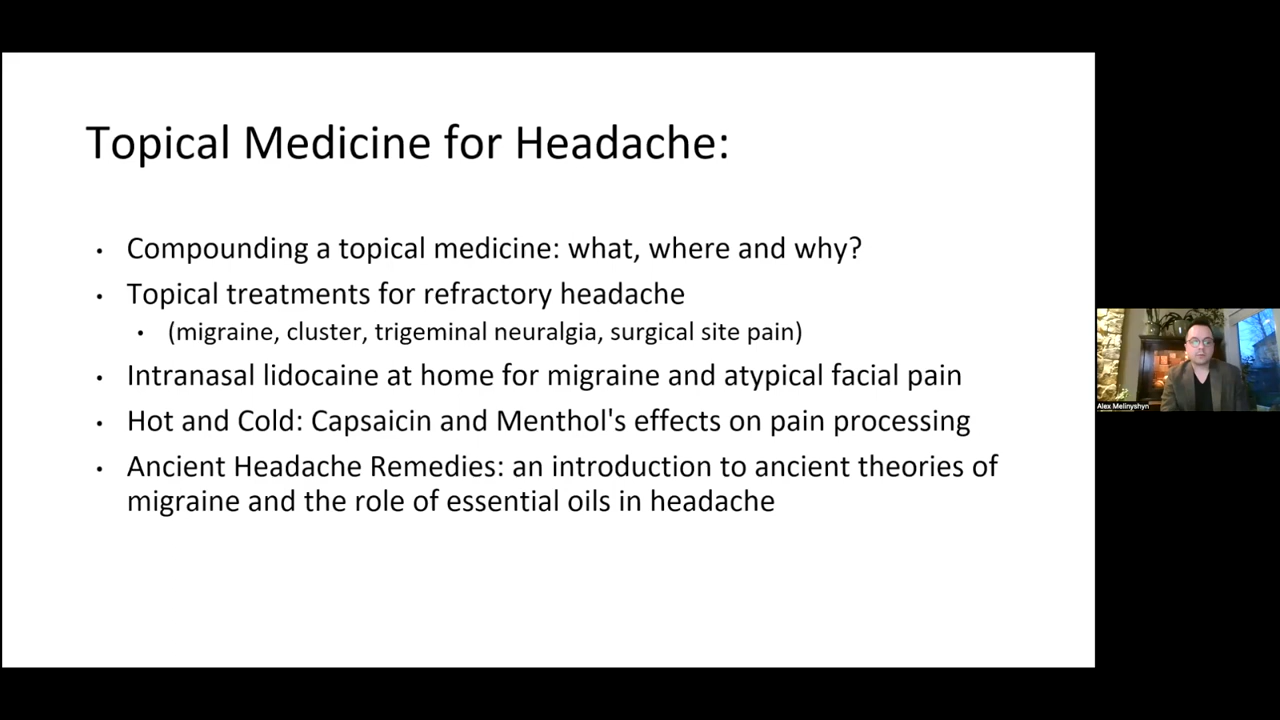 Topical Medicine for Headache:
• Compounding a topical medicine: what, where and why?
• Topical treatments for refractory headache
• (migraine, cluster, trigeminal neuralgia, surgical site pain)
• Intranasal lidocaine at home for migraine and atypical facial pain
• Hot and Cold: Capsaicin and Menthol's effects on pain processing
• Ancient Headache Remedies: an introduction to ancient theories of
migraine and the role of essential oils in headache
Alex Melinyshyn